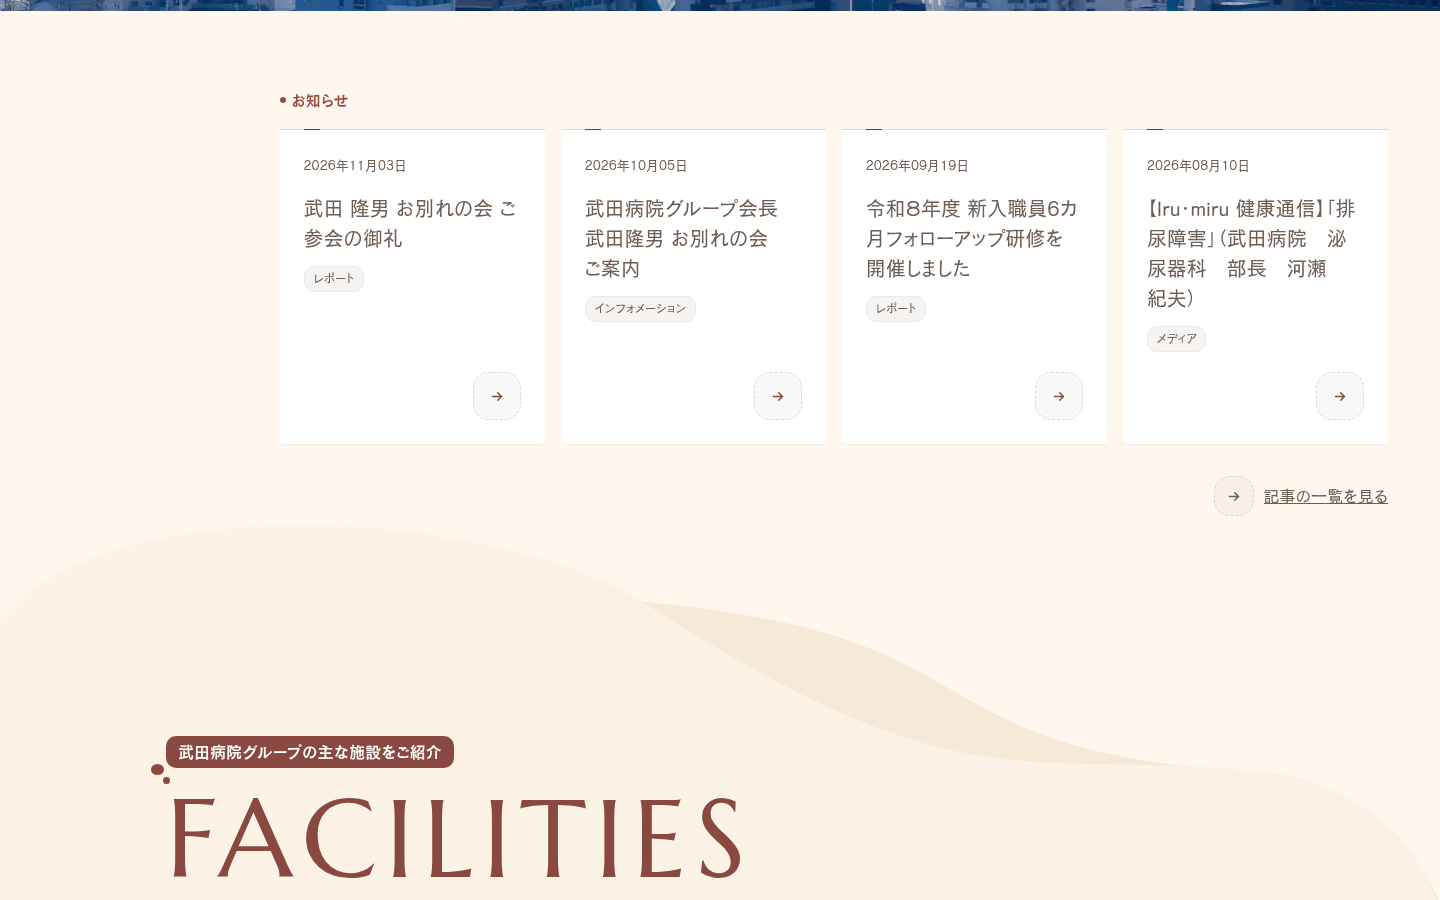 お知らせ
2026年11月03日
武田 隆男 お別れの会 ご
参会の御礼
レポート
2026年10月05日
武田病院グループ会長
武田隆男 お別れの会
ご案内
インフォメーション
2026年09月19日
令和8年度 新入職員6カ
月フォローアップ研修を
開催しました
レポート
2026年08月10日
【Iru・miru 健康通信】「排
尿障害」（武田病院　泌
尿器科　部長　河瀬
紀夫）
メディア
記事の一覧を見る
武田病院グループの主な施設をご紹介
FACILITIES